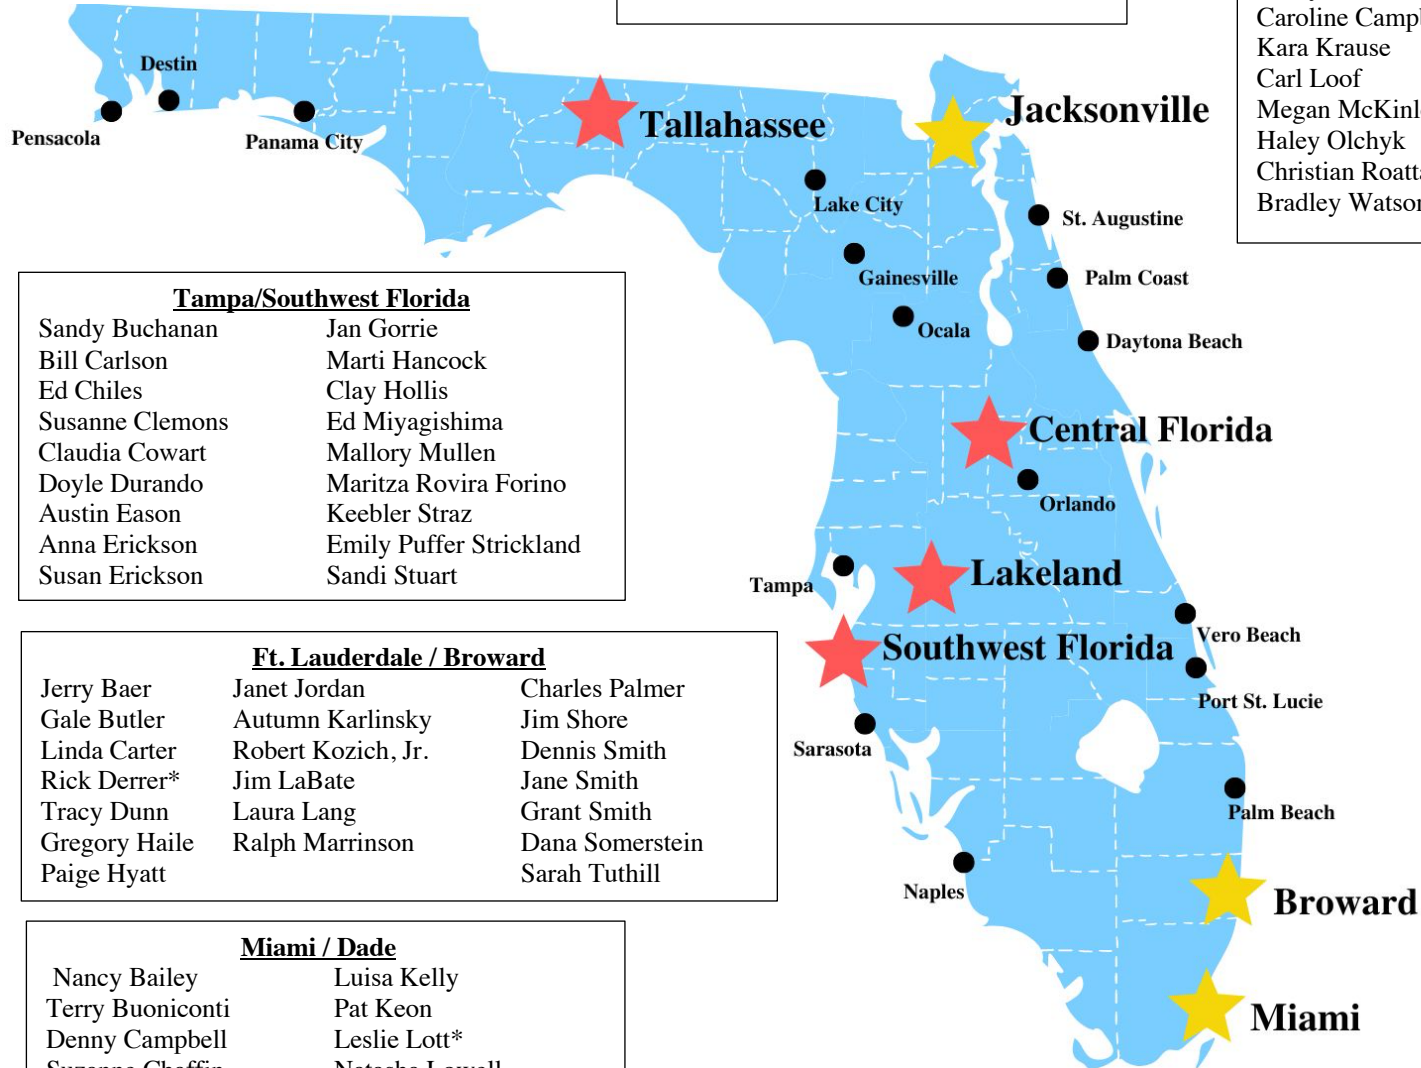 Caroline
Kara Krause
Carl Loof
Megan
Haley Olchyk
Christian
Bradley
Destin
Pensacola
Panama City
Tallahassee
Jacksonville
Lake City
St. Augustine
Gainesville
Palm Coast
Ocala
Daytona Beach
Central Florida
Orlando
Tampa
Lakeland
Southwest Florida
Vero Beach
Port St. Lucie
Sarasota
Palm Beach
Naples
Broward
Miami
Tampa/Southwest Florida
Sandy Buchanan Jan Gorrie
Bill Carlson Marti Hancock
Ed Chiles Clay Hollis
Susanne Clemons Ed Miyagishima
Claudia Cowart Mallory Mullen
Doyle Durando Maritza Rovira Forino
Austin Eason Keebler Straz
Anna Erickson Emily Puffer Strickland
Susan Erickson Sandi Stuart
Ft. Lauderdale / Broward
Jerry Baer Janet Jordan Charles Palmer
Gale Butler Autumn Karlinsky Jim Shore
Linda Carter Robert Kozich, Jr. Dennis Smith
Rick Derrer* Jim LaBate Jane Smith
Tracy Dunn Laura Lang Grant Smith
Gregory Haile Ralph Marrinson Dana Somerstein
Paige Hyatt Sarah Tuthill
Miami / Dade
Nancy Bailey Luisa Kelly
Terry Buoniconti Pat Keon
Denny Campbell Leslie Lott*